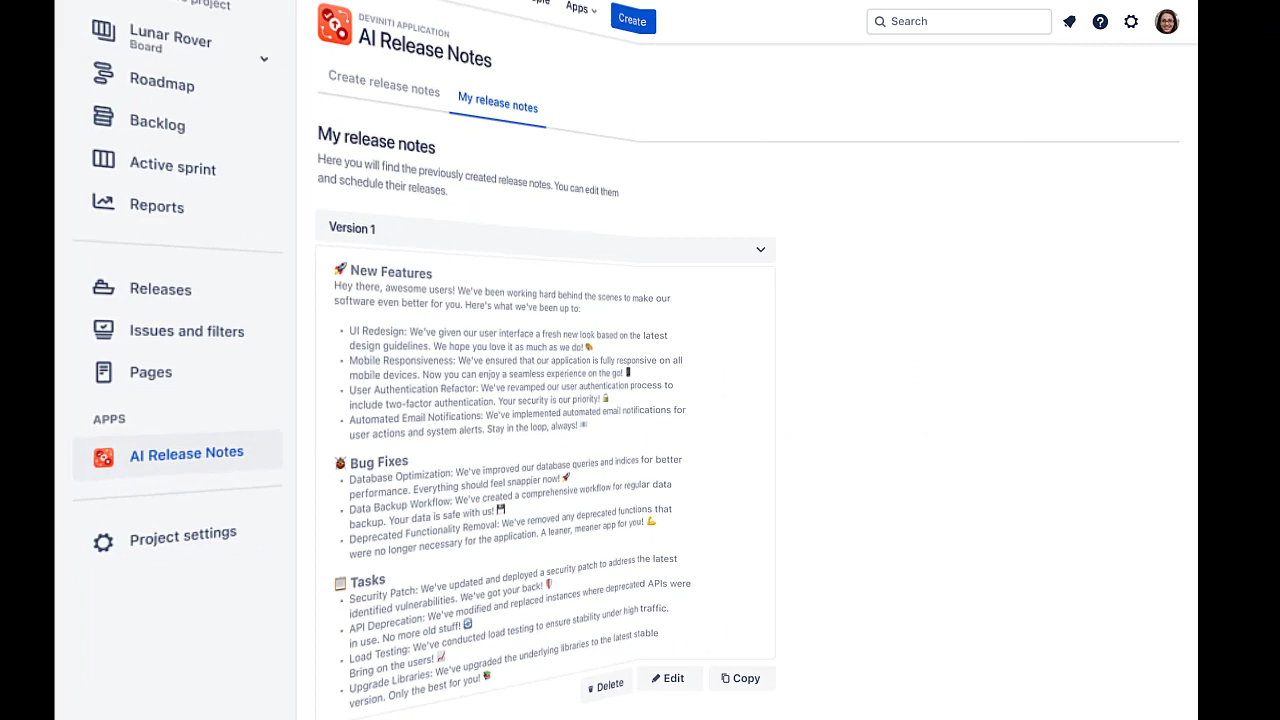 Lunar Rover
Board
Roadmap
Backlog
Active sprint
Reports
Releases
Issues and filters
Pages
APPS
AI Release Notes
Project settings
Apps
Create
Search
DEVINITI APPLICATION
AI Release Notes
Create release notes
My release notes
My release notes
Here you will find the previously created release notes. You can edit them
and schedule their releases.
Version 1
New Features
Hey there, awesome users! We've been working hard behind the scenes to make our
software even better for you. Here's what we've been up to:
• UI Redesign: We've given our user interface a fresh new look based on the latest
design guidelines. We hope you love it as much as we do!
• Mobile Responsiveness: We've ensured that our application is fully responsive on all
mobile devices. Now you can enjoy a seamless experience on the go!
• User Authentication Refactor: We've revamped our user authentication process to
include two-factor authentication. Your security is our priority!
• Automated Email Notifications: We've implemented automated email notifications for
user actions and system alerts. Stay in the loop, always!
Bug Fixes
• Database Optimization: We've improved our database queries and indices for better
performance. Everything should feel snappier now!
• Data Backup Workflow: We've created a comprehensive workflow for regular data
backup. Your data is safe with us!
• Deprecated Functionality Removal: We've removed any deprecated functions that
were no longer necessary for the application. A leaner, meaner app for you!
Tasks
• Security Patch: We've updated and deployed a security patch to address the latest
identified vulnerabilities. We've got your back!
• API Deprecation: We've modified and replaced instances where deprecated APIs were
in use. No more old stuff!
• Load Testing: We've conducted load testing to ensure stability under high traffic.
Bring on the users!
• Upgrade Libraries: We've upgraded the underlying libraries to the latest stable
version. Only the best for you!
Delete
Edit
Copy